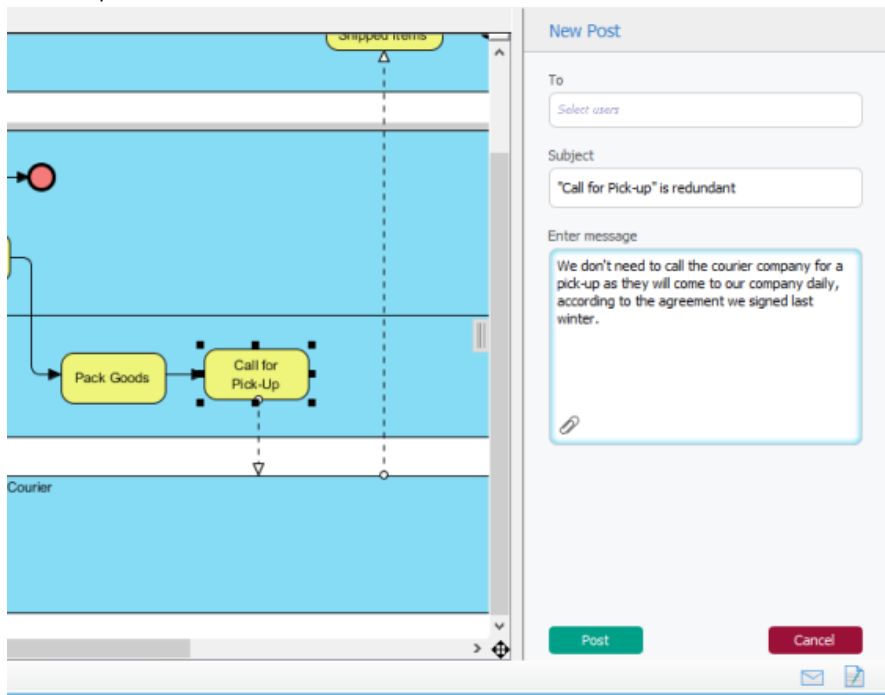 Shipped Items
Courier
Pack Goods
Call for
Pick-Up
New Post
To
Select users
Subject
"Call for Pick-up" is redundant
Enter message
We don't need to call the courier company for a
pick-up as they will come to our company daily,
according to the agreement we signed last
winter.
Post
Cancel